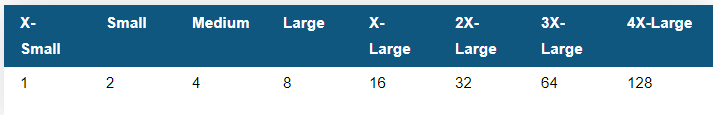 X-Small Small Medium Large X-Large 2X-Large 3X-Large 4X-Large
1 2 4 8 16 32 64 128